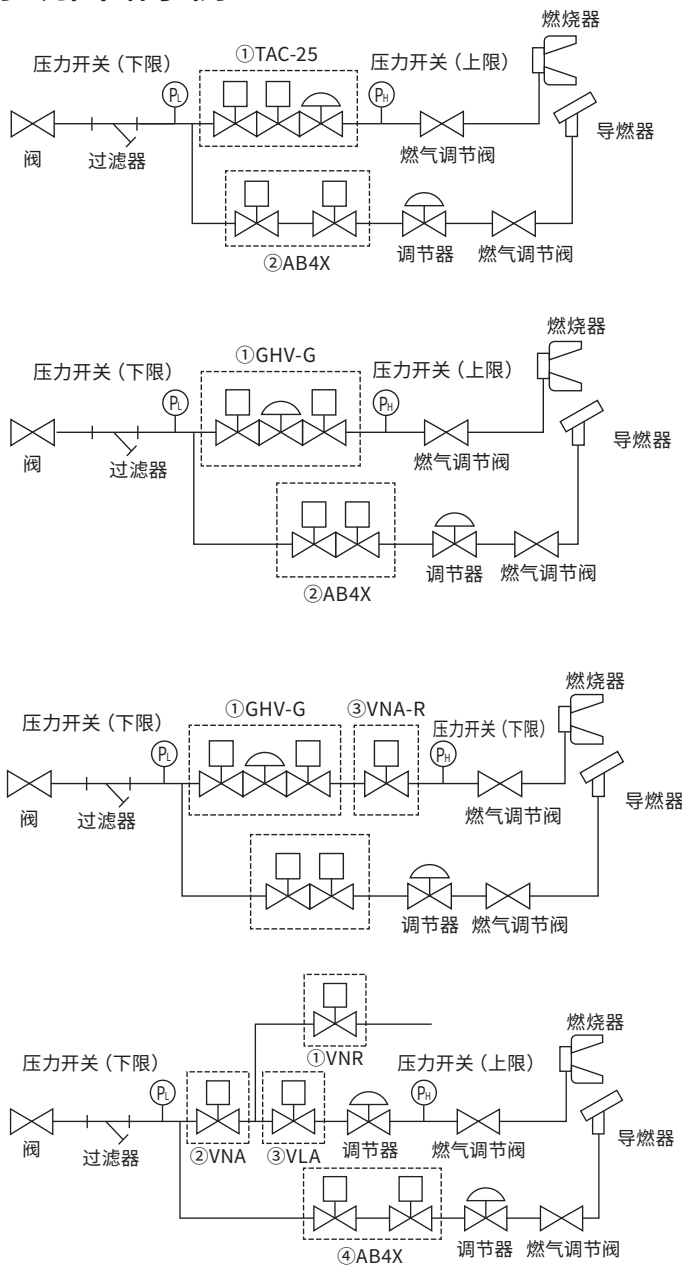 燃烧器
①TAC-25
压力开关（下限）
压力开关（上限）
PL
PH
导燃器
阀
过滤器
燃气调节阀
②AB4X
调节器
燃气调节阀
燃烧器
①GHV-G
压力开关（下限）
压力开关（上限）
PL
PH
导燃器
阀
过滤器
燃气调节阀
②AB4X
调节器
燃气调节阀
燃烧器
①GHV-G
③VNA-R
压力开关（下限）
压力开关（下限）
PL
PH
导燃器
阀
过滤器
燃气调节阀
调节器
燃气调节阀
①VNR
燃烧器
压力开关（下限）
压力开关（上限）
PL
PH
导燃器
阀
过滤器
②VNA
③VLA
调节器
燃气调节阀
④AB4X
调节器
燃气调节阀